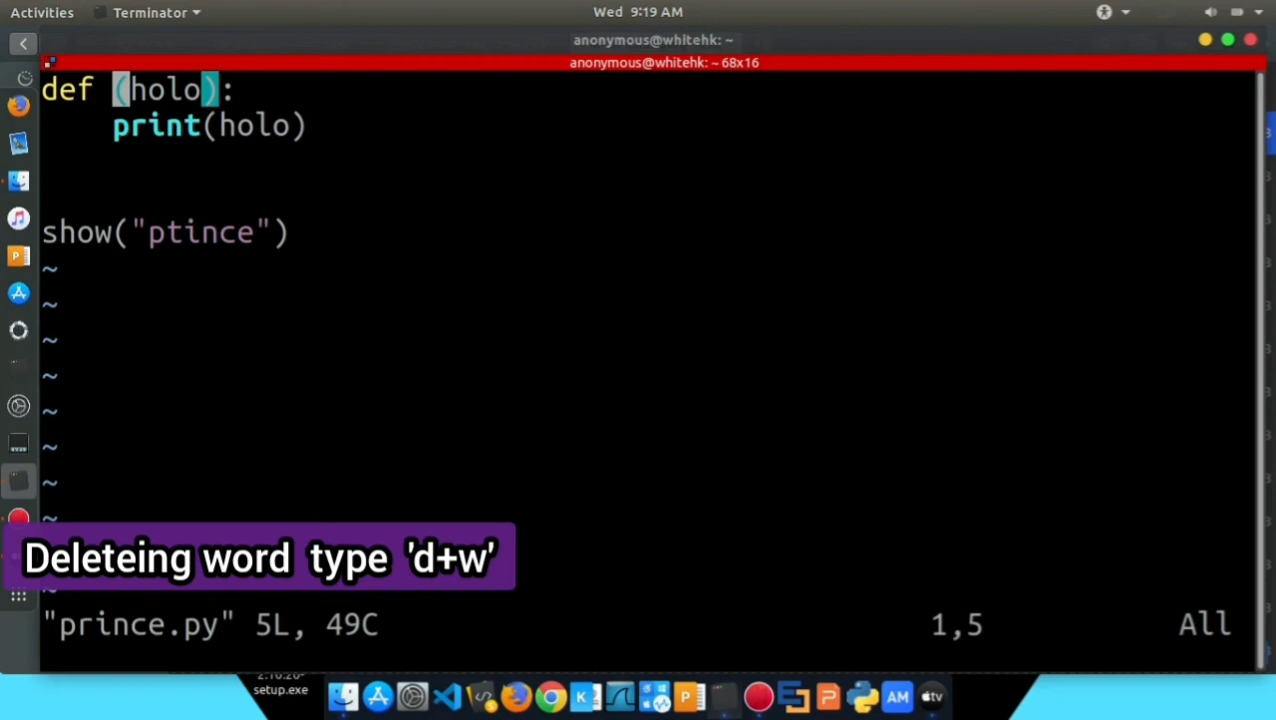 Activities Terminator Wed 9:19 AM
anonymous@whitehk: ~
anonymous@whitehk: ~ 68x16
def (holo):
    print(holo)
show("ptince")
~
~
~
~
~
~
~
~
Deleteing word type 'd+w'
~
"prince.py" 5L, 49C 1,5 All
setup.exe